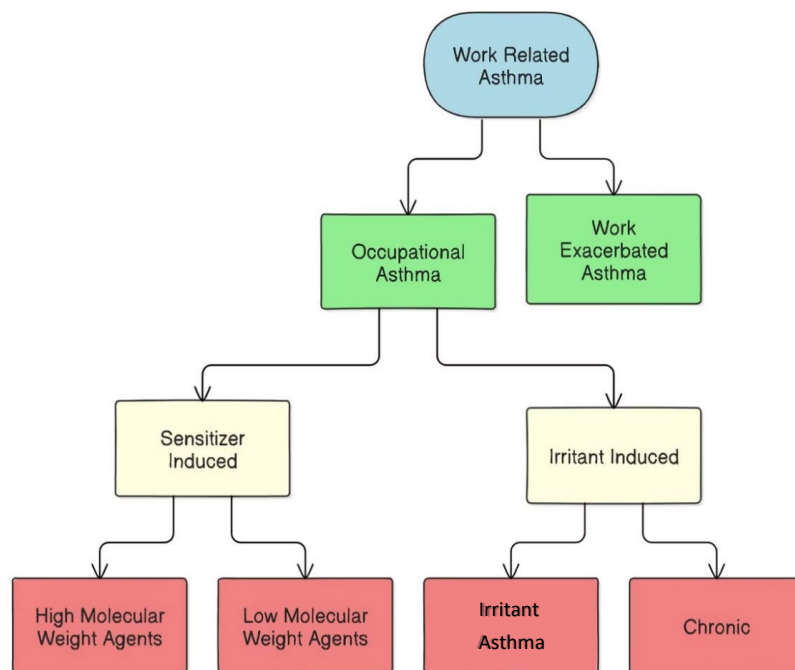 Work Related
Asthma
Occupational
Asthma
Work
Exacerbated
Asthma
Sensitizer
Induced
Irritant Induced
High Molecular
Weight Agents
Low Molecular
Weight Agents
Irritant
Asthma
Chronic